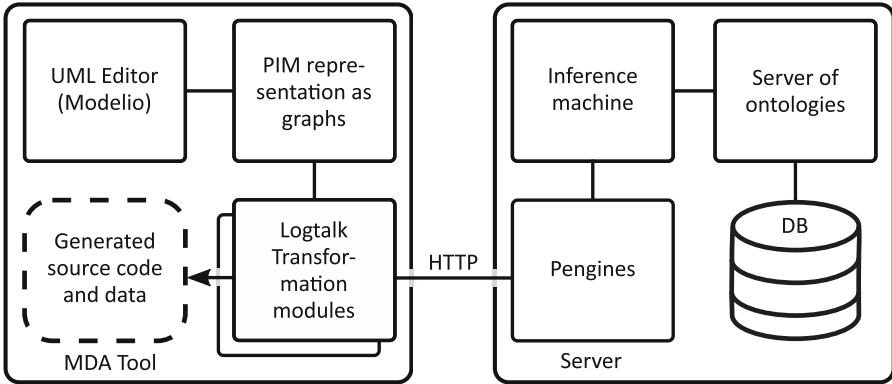 UML Editor
(Modelio)
PIM repre-
sentation as
graphs
Generated
source code
and data
Logtalk
Transfor-
mation
modules
MDA Tool
HTTP
Inference
machine
Server of
ontologies
Pengines
DB
Server